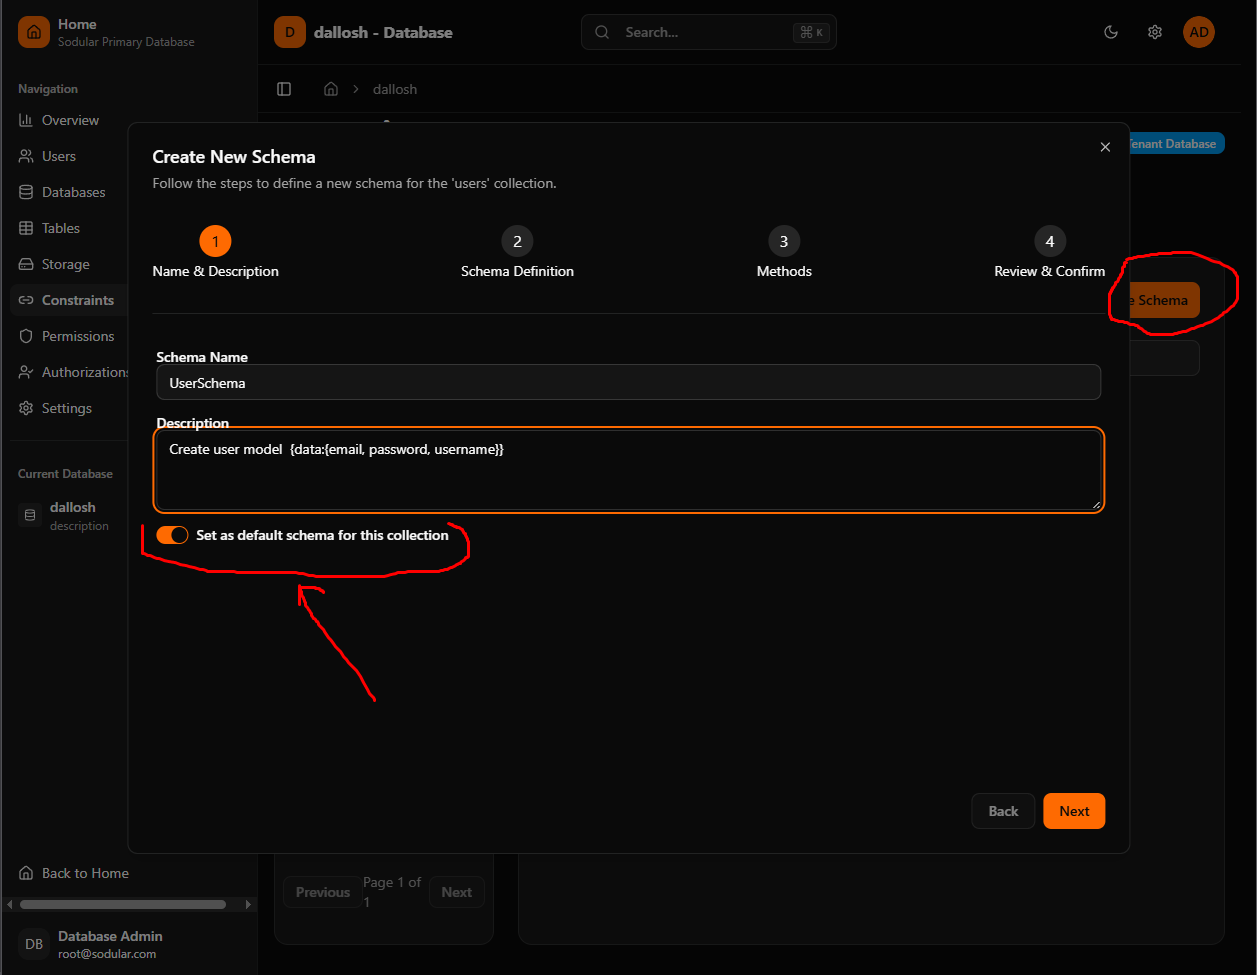 Home
Sodular Primary Database
D
dallosh - Database
Search...
⌘ K
AD
Navigation
Overview
Users
Databases
Tables
Storage
Constraints
Permissions
Authorizations
Settings
Current Database
dallosh
description
Back to Home
DB
Database Admin
root@sodular.com
dallosh
Tenant Database
Create New Schema
Follow the steps to define a new schema for the 'users' collection.
1
Name & Description
2
Schema Definition
3
Methods
4
Review & Confirm
e Schema
Schema Name
UserSchema
Description
Create user model  {data:{email, password, username}}
Set as default schema for this collection
Back
Next
Previous
Page 1 of
1
Next